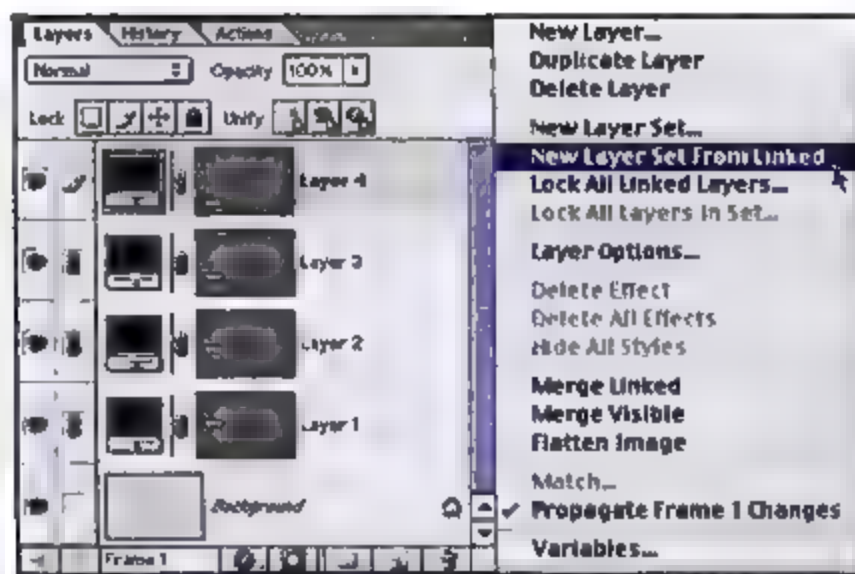 Layers History Actions
Normal Opacity 100%
Lock Unify
Layer 4
Layer 3
Layer 2
Layer 1
Background
Frame 1
New Layer...
Duplicate Layer
Delete Layer
New Layer Set...
New Layer Set From Linked
Lock All Linked Layers...
Lock All Layers In Set...
Layer Options...
Delete Effect
Delete All Effects
Hide All Styles
Merge Linked
Merge Visible
Flatten Image
Match...
Propagate Frame 1 Changes
Variables...